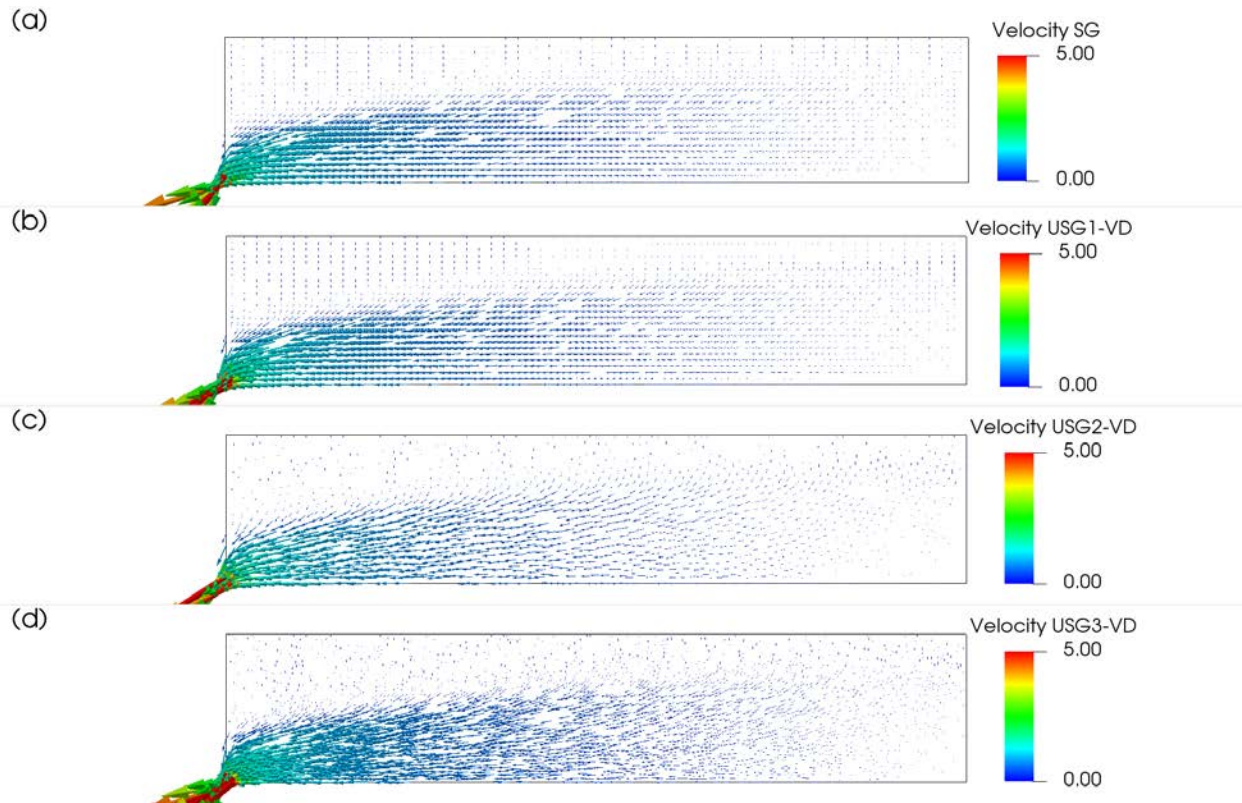 (a)
Velocity SG
5.00
0.00
(b)
Velocity USG1-VD
5.00
0.00
(c)
Velocity USG2-VD
5.00
0.00
(d)
Velocity USG3-VD
5.00
0.00